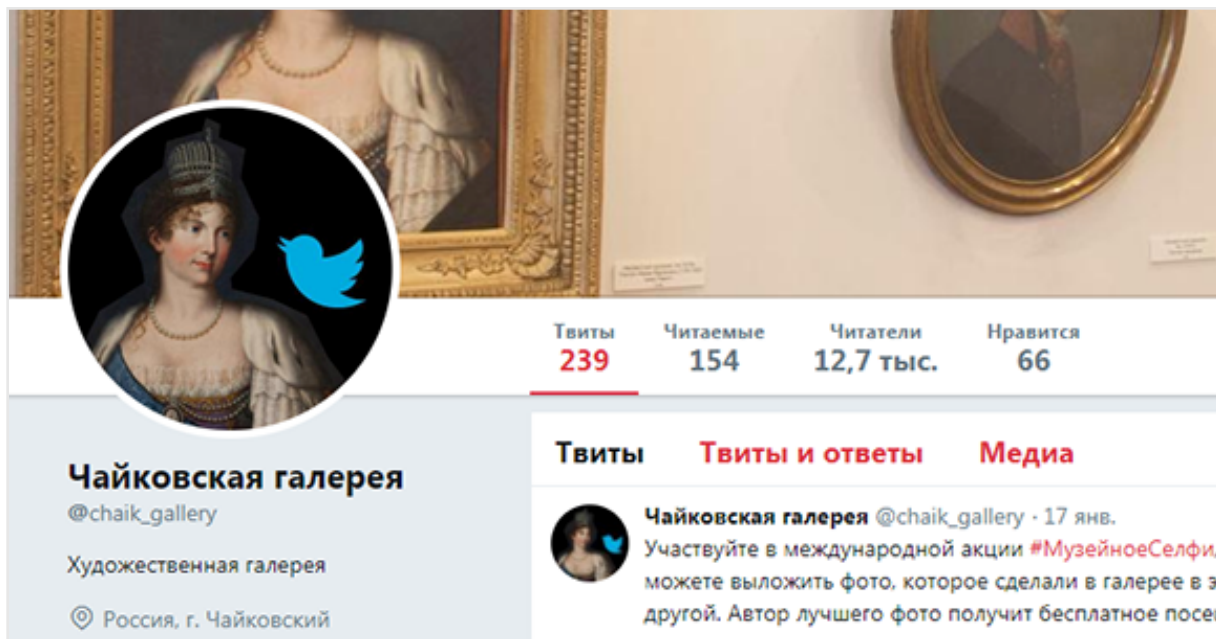 Твиты Читаемые Читатели Нравится
239 154 12,7 тыс. 66
Чайковская галерея
@chaik_gallery
Художественная галерея
Россия, г. Чайковский
Твиты Твиты и ответы Медиа
Чайковская галерея @chaik_gallery · 17 янв.
Участвуйте в международной акции #МузейноеСелфи
можете выложить фото, которое сделали в галерее в
другой. Автор лучшего фото получит бесплатное